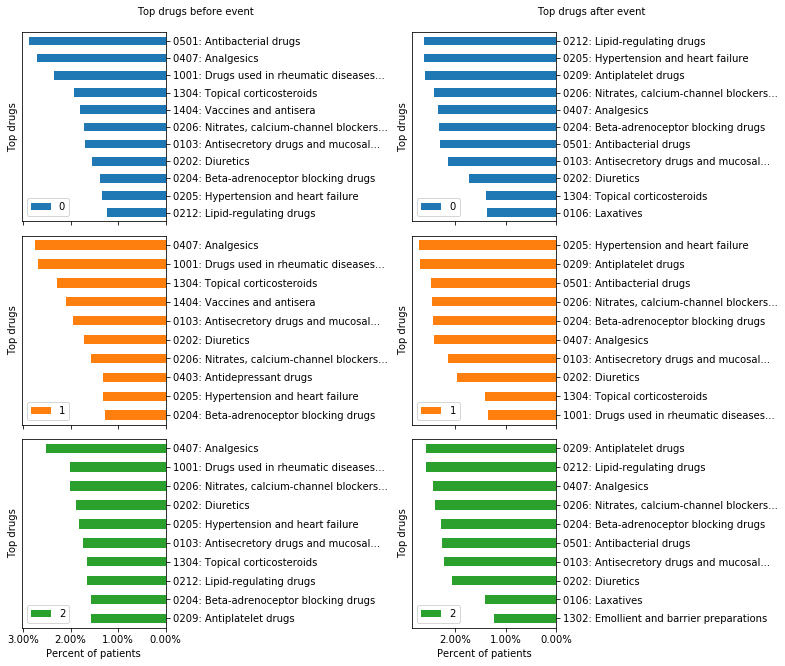 Top drugs before event
Top drugs
0501: Antibacterial drugs
0407: Analgesics
1001: Drugs used in rheumatic diseases...
1304: Topical corticosteroids
1404: Vaccines and antisera
0206: Nitrates, calcium-channel blockers...
0103: Antisecretory drugs and mucosal...
0202: Diuretics
0204: Beta-adrenoceptor blocking drugs
0205: Hypertension and heart failure
0212: Lipid-regulating drugs
0
Top drugs after event
Top drugs
0212: Lipid-regulating drugs
0205: Hypertension and heart failure
0209: Antiplatelet drugs
0206: Nitrates, calcium-channel blockers...
0407: Analgesics
0204: Beta-adrenoceptor blocking drugs
0501: Antibacterial drugs
0103: Antisecretory drugs and mucosal...
0202: Diuretics
1304: Topical corticosteroids
0106: Laxatives
0
Top drugs
0407: Analgesics
1001: Drugs used in rheumatic diseases...
1304: Topical corticosteroids
1404: Vaccines and antisera
0103: Antisecretory drugs and mucosal...
0202: Diuretics
0206: Nitrates, calcium-channel blockers...
0403: Antidepressant drugs
0205: Hypertension and heart failure
0204: Beta-adrenoceptor blocking drugs
1
Top drugs
0205: Hypertension and heart failure
0209: Antiplatelet drugs
0501: Antibacterial drugs
0206: Nitrates, calcium-channel blockers...
0204: Beta-adrenoceptor blocking drugs
0407: Analgesics
0103: Antisecretory drugs and mucosal...
0202: Diuretics
1304: Topical corticosteroids
1001: Drugs used in rheumatic diseases...
1
Top drugs
0407: Analgesics
1001: Drugs used in rheumatic diseases...
0206: Nitrates, calcium-channel blockers...
0202: Diuretics
0205: Hypertension and heart failure
0103: Antisecretory drugs and mucosal...
1304: Topical corticosteroids
0212: Lipid-regulating drugs
0204: Beta-adrenoceptor blocking drugs
0209: Antiplatelet drugs
2
3.00% 2.00% 1.00% 0.00%
Percent of patients
Top drugs
0209: Antiplatelet drugs
0212: Lipid-regulating drugs
0407: Analgesics
0206: Nitrates, calcium-channel blockers...
0204: Beta-adrenoceptor blocking drugs
0501: Antibacterial drugs
0103: Antisecretory drugs and mucosal...
0202: Diuretics
0106: Laxatives
1302: Emollient and barrier preparations
2
2.00% 1.00% 0.00%
Percent of patients